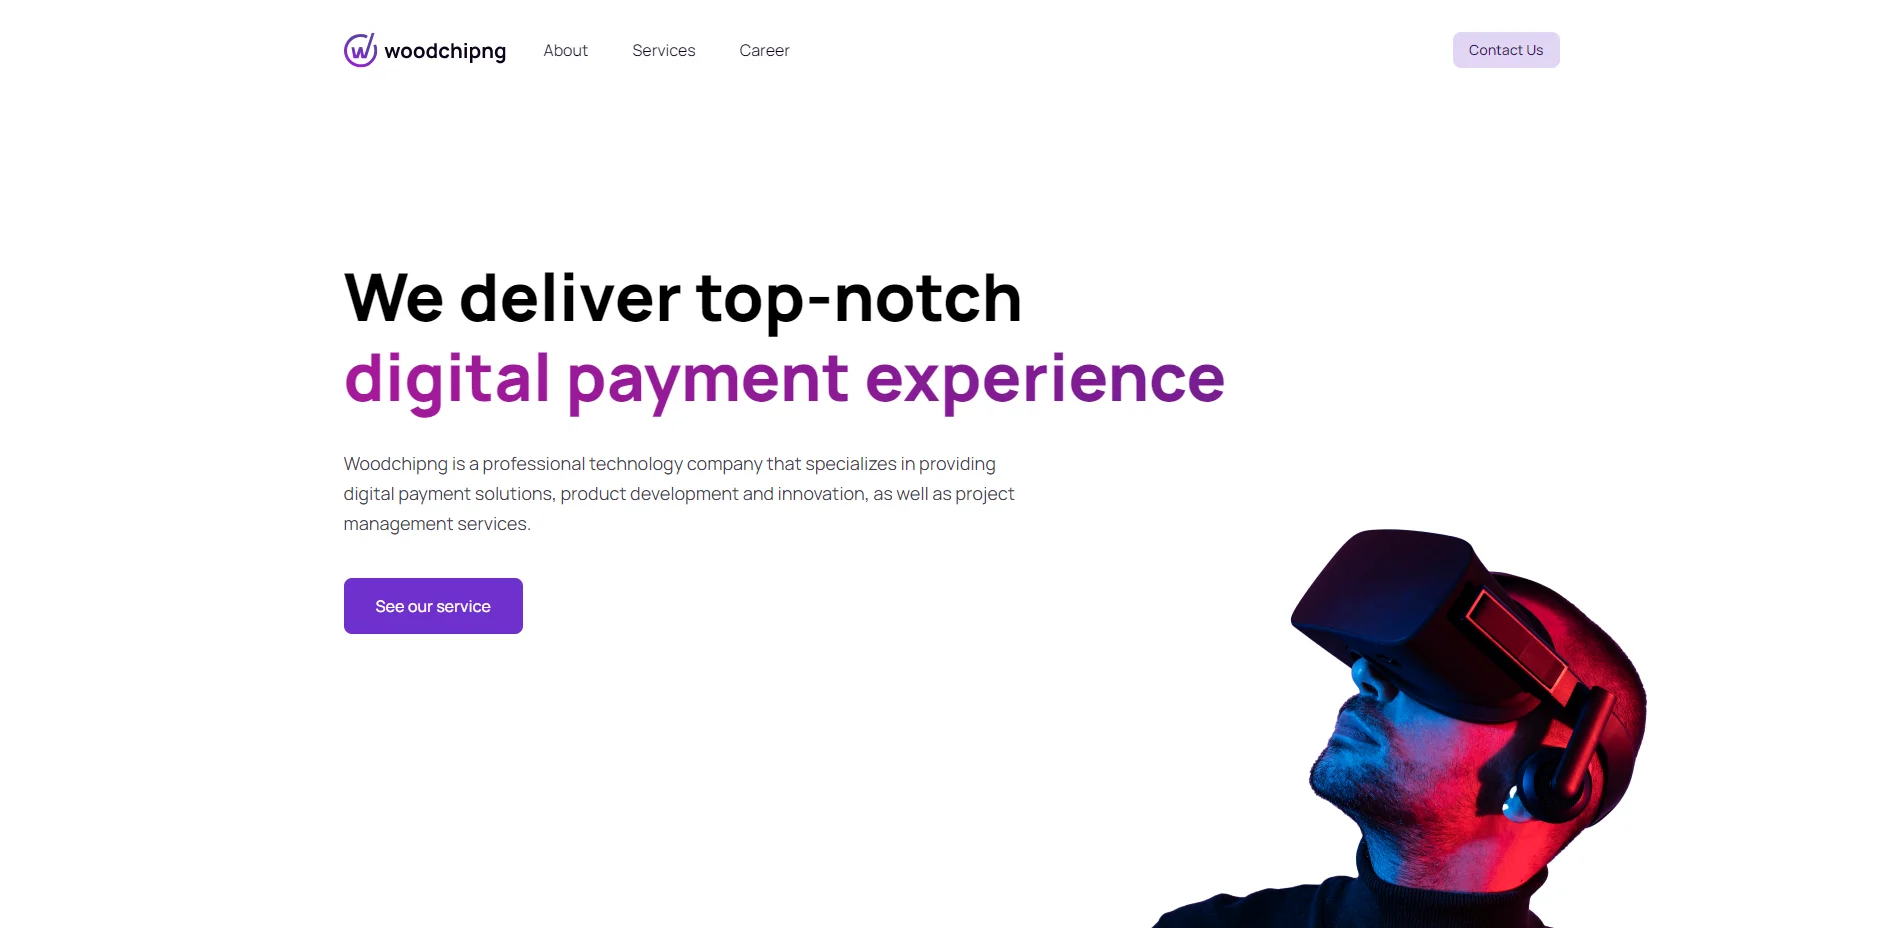 woodchipng
About
Services
Career
Contact Us
We deliver top-notch
digital payment experience
Woodchipng is a professional technology company that specializes in providing
digital payment solutions, product development and innovation, as well as project
management services.
See our service